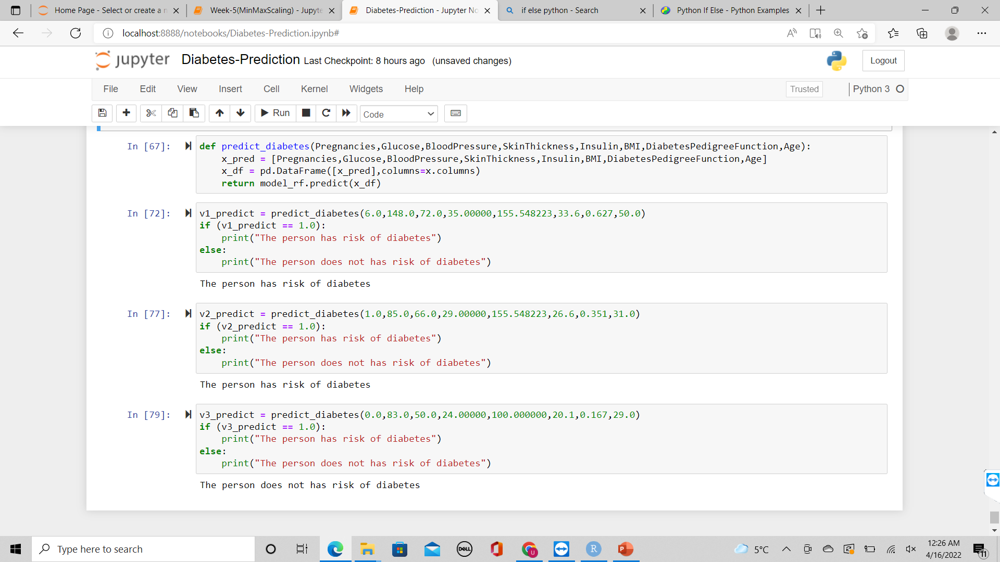 Home Page - Select or create a n
Week-5(MinMaxScaling) - Jupyte
Diabetes-Prediction - Jupyter No
if else python - Search
Python If Else - Python Examples
localhost:8888/notebooks/Diabetes-Prediction.ipynb#
jupyter Diabetes-Prediction Last Checkpoint: 8 hours ago (unsaved changes)
Logout
File Edit View Insert Cell Kernel Widgets Help
Trusted
Python 3
Run
Code
In [67]:
def predict_diabetes(Pregnancies,Glucose,BloodPressure,SkinThickness,Insulin,BMI,DiabetesPedigreeFunction,Age):
    x_pred = [Pregnancies,Glucose,BloodPressure,SkinThickness,Insulin,BMI,DiabetesPedigreeFunction,Age]
    x_df = pd.DataFrame([x_pred],columns=x.columns)
    return model_rf.predict(x_df)
In [72]:
v1_predict = predict_diabetes(6.0,148.0,72.0,35.00000,155.548223,33.6,0.627,50.0)
if (v1_predict == 1.0):
    print("The person has risk of diabetes")
else:
    print("The person does not has risk of diabetes")
The person has risk of diabetes
In [77]:
v2_predict = predict_diabetes(1.0,85.0,66.0,29.00000,155.548223,26.6,0.351,31.0)
if (v2_predict == 1.0):
    print("The person has risk of diabetes")
else:
    print("The person does not has risk of diabetes")
The person has risk of diabetes
In [79]:
v3_predict = predict_diabetes(0.0,83.0,50.0,24.00000,100.000000,20.1,0.167,29.0)
if (v3_predict == 1.0):
    print("The person has risk of diabetes")
else:
    print("The person does not has risk of diabetes")
The person does not has risk of diabetes
Type here to search
DELL
U
R
P
5°C
12:26 AM
4/16/2022
11